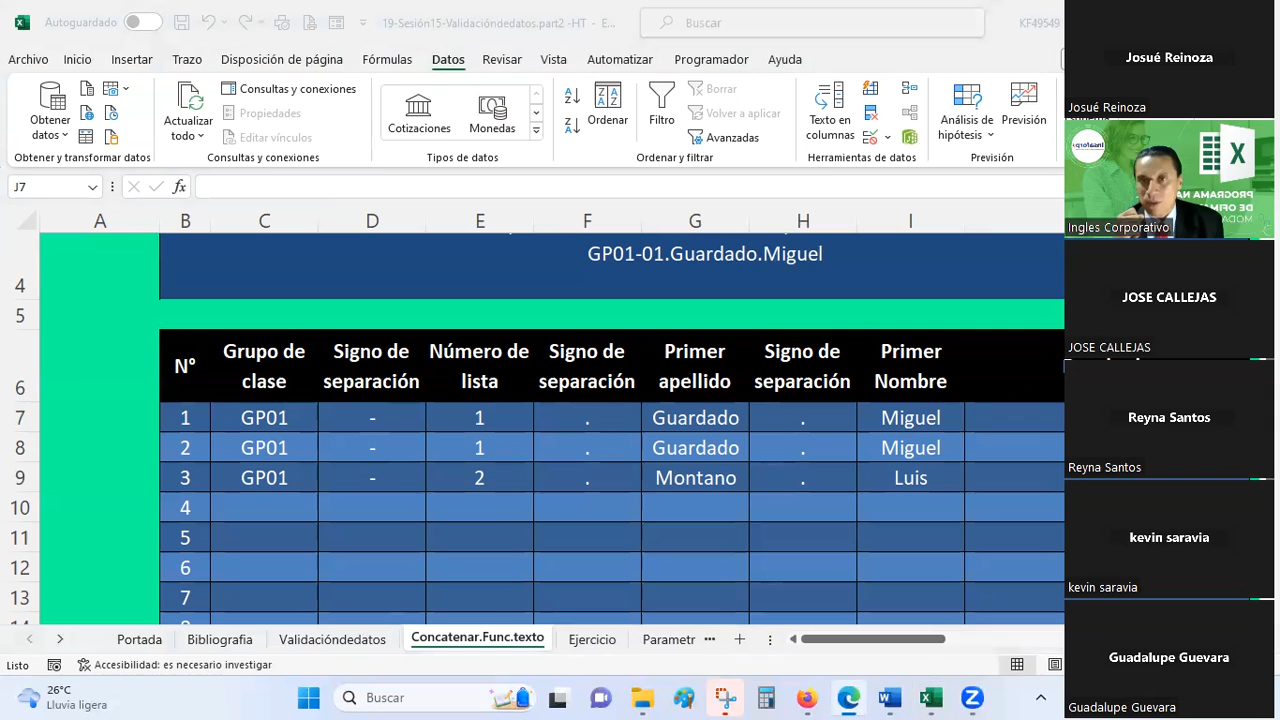 Autoguardado
19-Sesión15-Validacióndedatos.part2 -HT - E...
Buscar
KF49549
Archivo Inicio Insertar Trazo Disposición de página Fórmulas Datos Revisar Vista Automatizar Programador Ayuda
Obtener datos
Actualizar todo
Consultas y conexiones
Propiedades
Editar vínculos
Cotizaciones
Monedas
Ordenar
Filtro
Borrar
Volver a aplicar
Avanzadas
Texto en columnas
Análisis de hipótesis
Previsión
Obtener y transformar datos
Consultas y conexiones
Tipos de datos
Ordenar y filtrar
Herramientas de datos
Previsión
J7
fx
A B C D E F G H I
4 GP01-01.Guardado.Miguel
5
6 N° Grupo de clase Signo de separación Número de lista Signo de separación Primer apellido Signo de separación Primer Nombre
7 1 GP01 - 1 . Guardado . Miguel
8 2 GP01 - 1 . Guardado . Miguel
9 3 GP01 - 2 . Montano . Luis
10 4
11 5
12 6
13 7
Portada Bibliografia Validacióndedatos Concatenar.Func.texto Ejercicio Parametr ...
Listo
Accesibilidad: es necesario investigar
26°C
Lluvia ligera
Buscar
Josué Reinoza
Josué Reinoza
PROGRAMA NA
DE OFIM
MODA
Ingles Corporativo
JOSE CALLEJAS
JOSE CALLEJAS
Reyna Santos
Reyna Santos
kevin saravia
kevin saravia
Guadalupe Guevara
Guadalupe Guevara